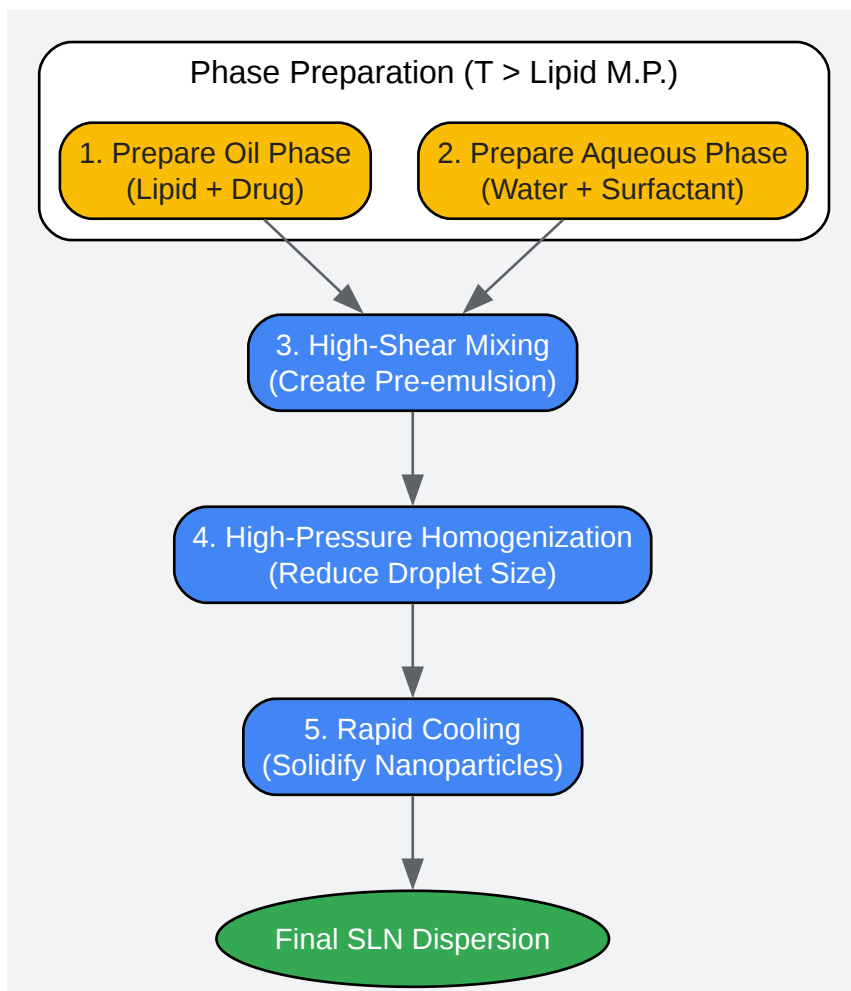 Phase Preparation (T > Lipid M.P.)
1. Prepare Oil Phase
(Lipid + Drug)
2. Prepare Aqueous Phase
(Water + Surfactant)
3. High-Shear Mixing
(Create Pre-emulsion)
4. High-Pressure Homogenization
(Reduce Droplet Size)
5. Rapid Cooling
(Solidify Nanoparticles)
Final SLN Dispersion